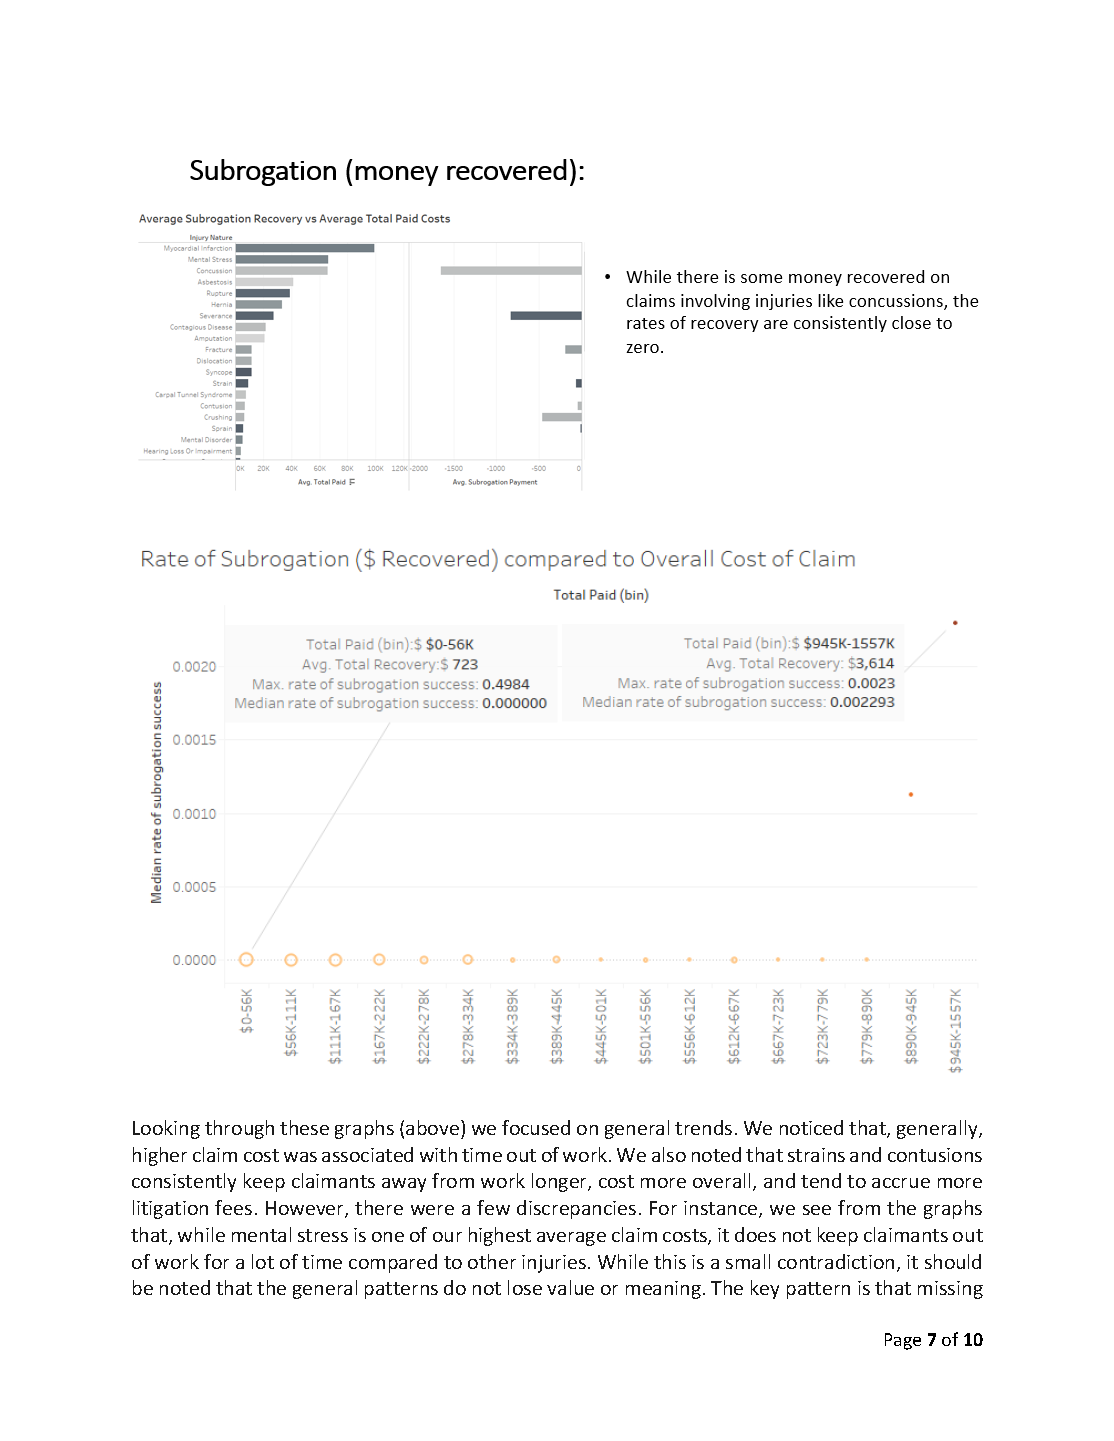 Subrogation (money recovered):
Average Subrogation Recovery vs Average Total Paid Costs
Injury Nature
Myocardial Infarction
Mental Stress
Concussion
Asbestosis
Rupture
Hernia
Severance
Contagious Disease
Amputation
Fracture
Dislocation
Syncope
Strain
Carpal Tunnel Syndrome
Contusion
Crushing
Sprain
Mental Disorder
Hearing Loss Or Impairment
0K 20K 40K 60K 80K 100K 120K -2000 -1500 -1000 -500 0
Avg. Total Paid
Avg. Subrogation Payment
• While there is some money recovered on
claims involving injuries like concussions, the
rates of recovery are consistently close to
zero.
Rate of Subrogation ($ Recovered) compared to Overall Cost of Claim
Total Paid (bin)
Total Paid (bin):$ $0-56K
Avg. Total Recovery:$ 723
Max. rate of subrogation success: 0.4984
Median rate of subrogation success: 0.000000
Total Paid (bin):$ $945K-1557K
Avg. Total Recovery: $3,614
Max. rate of subrogation success: 0.0023
Median rate of subrogation success: 0.002293
Median rate of subrogation success
0.0020
0.0015
0.0010
0.0005
0.0000
$0-56K
$56K-111K
$111K-167K
$167K-222K
$222K-278K
$278K-334K
$334K-389K
$389K-445K
$445K-501K
$501K-556K
$556K-612K
$612K-667K
$667K-723K
$723K-779K
$779K-890K
$890K-945K
$945K-1557K
Looking through these graphs (above) we focused on general trends. We noticed that, generally,
higher claim cost was associated with time out of work. We also noted that strains and contusions
consistently keep claimants away from work longer, cost more overall, and tend to accrue more
litigation fees. However, there were a few discrepancies. For instance, we see from the graphs
that, while mental stress is one of our highest average claim costs, it does not keep claimants out
of work for a lot of time compared to other injuries. While this is a small contradiction, it should
be noted that the general patterns do not lose value or meaning. The key pattern is that missing
Page 7 of 10